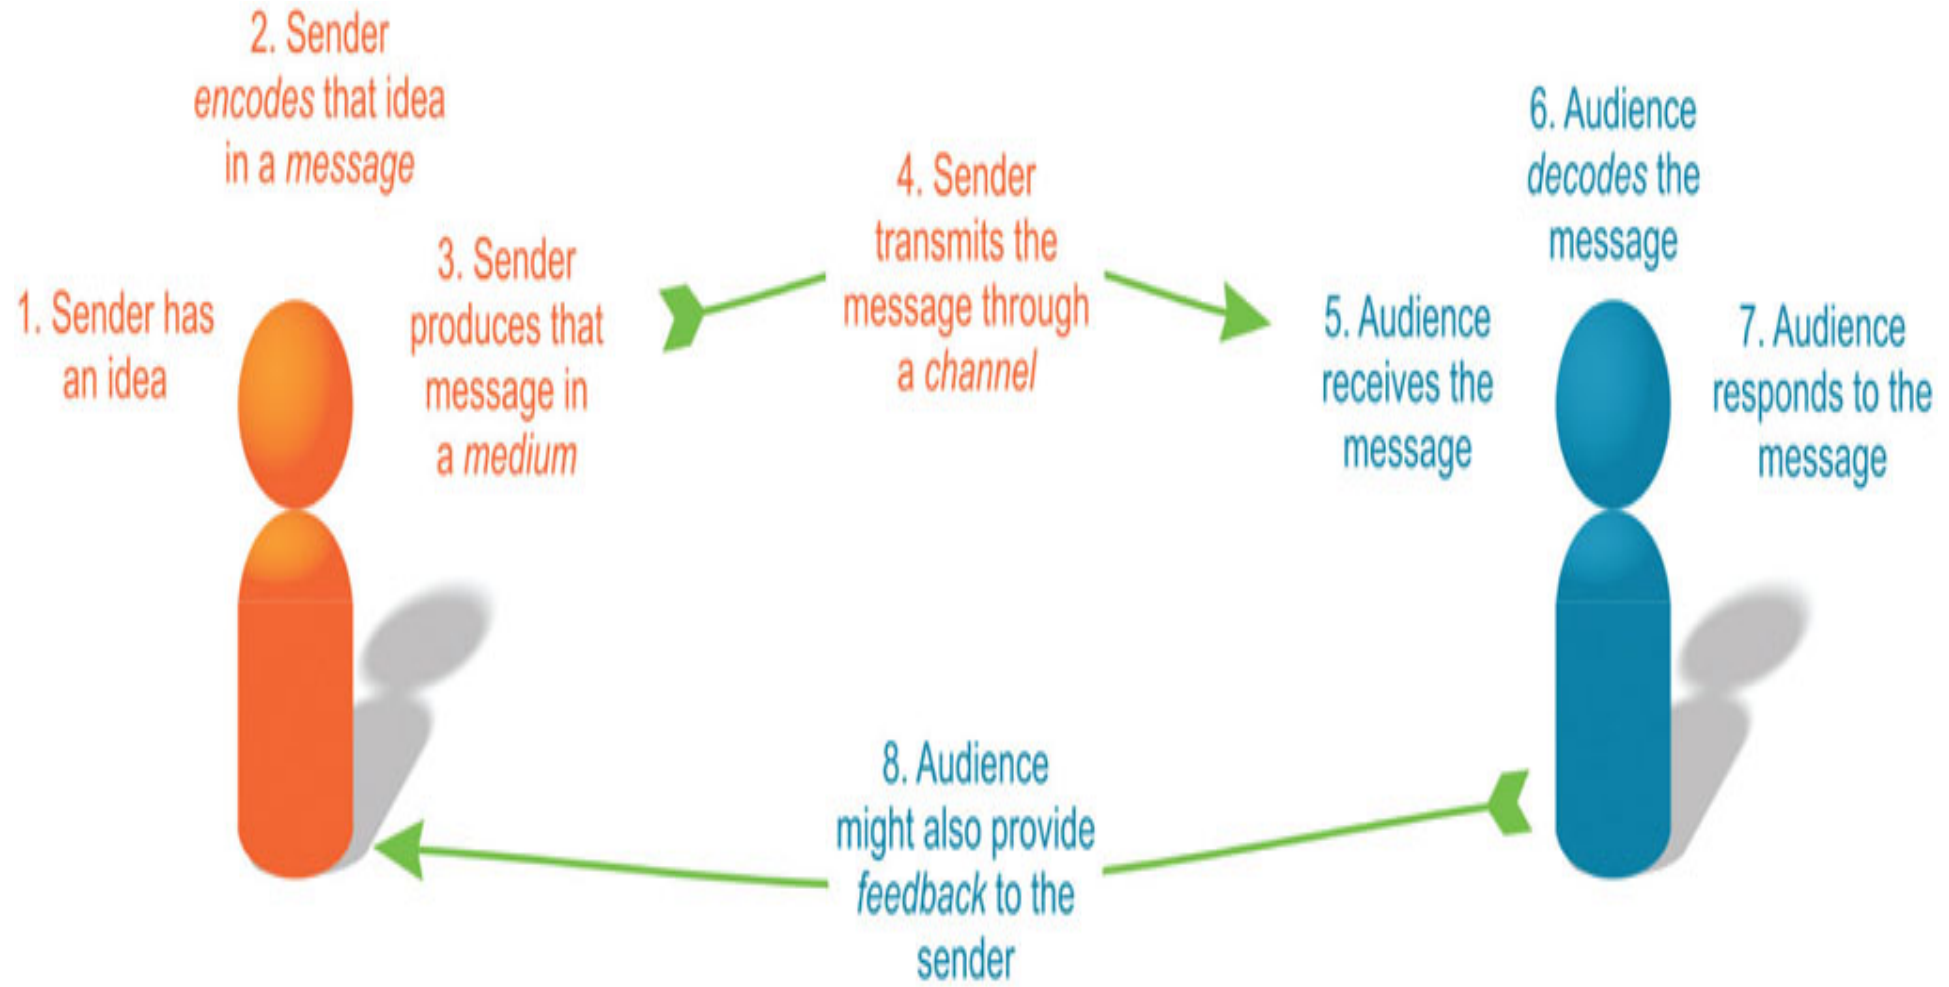 1. Sender has
an idea
2. Sender
encodes that idea
in a message
3. Sender
produces that
message in
a medium
4. Sender
transmits the
message through
a channel
5. Audience
receives the
message
6. Audience
decodes the
message
7. Audience
responds to the
message
8. Audience
might also provide
feedback to the
sender